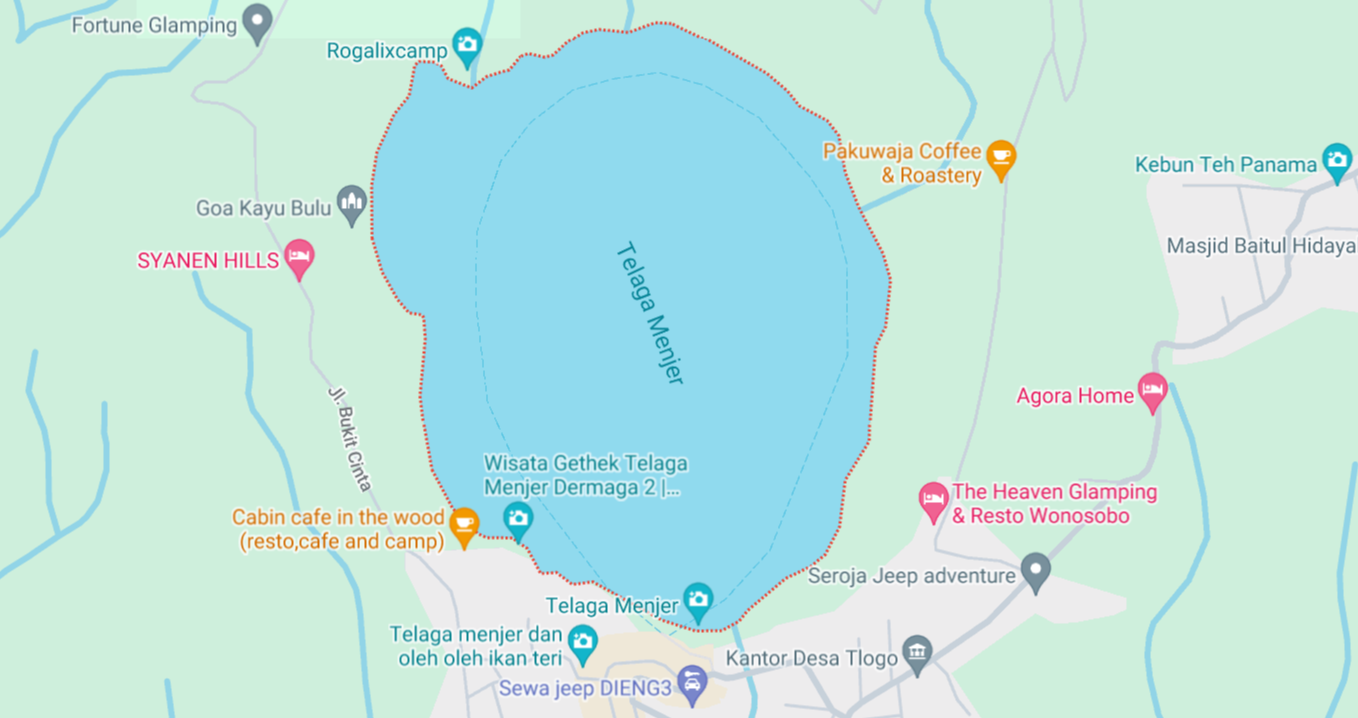 Fortune Glamping
Rogalixcamp
Pakuwaja Coffee
& Roastery
Kebun Teh Panama
Goa Kayu Bulu
Masjid Baitul Hidaya
SYANEN HILLS
Telaga Menjer
Jl. Bukit Cinta
Agora Home
Wisata Gethek Telaga
Menjer Dermaga 2 |...
The Heaven Glamping
& Resto Wonosobo
Cabin cafe in the wood
(resto,cafe and camp)
Seroja Jeep adventure
Telaga Menjer
Telaga menjer dan
oleh oleh ikan teri
Kantor Desa Tlogo
Sewa jeep DIENG3